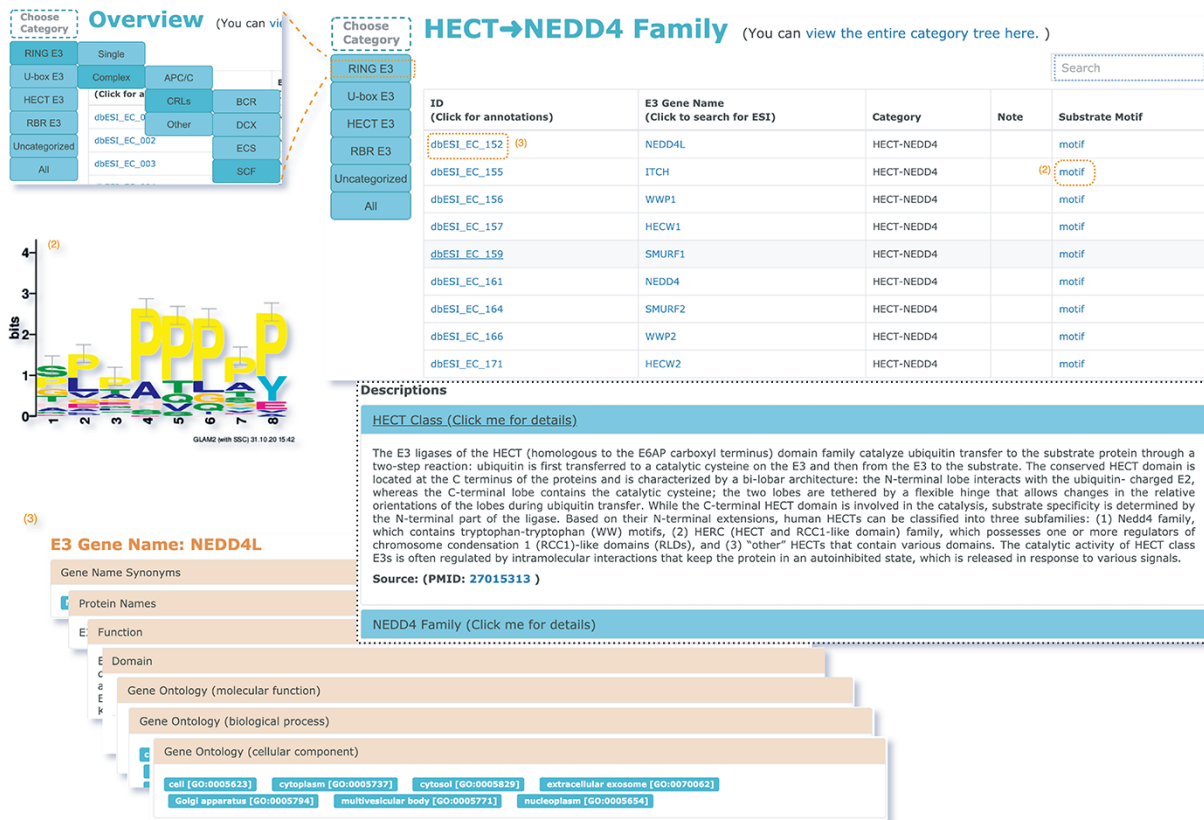 Choose
Category
Overview (You can vi
RING E3
Single
U-box E3
Complex
APC/C
HECT E3
(Click for a
CRLs
BCR
RBR E3
Other
DCX
Uncategorized
dbESI_EC_002
ECS
All
dbESI_EC_003
SCF
Choose
Category
HECT➔NEDD4 Family (You can view the entire category tree here. )
RING E3
U-box E3
HECT E3
RBR E3
Uncategorized
All
Search
ID
(Click for annotations)
E3 Gene Name
(Click to search for ESI)
Category
Note
Substrate Motif
dbESI_EC_152 (3) NEDD4L HECT-NEDD4 motif
dbESI_EC_155 ITCH HECT-NEDD4 (2) motif
dbESI_EC_156 WWP1 HECT-NEDD4 motif
dbESI_EC_157 HECW1 HECT-NEDD4 motif
dbESI_EC_159 SMURF1 HECT-NEDD4 motif
dbESI_EC_161 NEDD4 HECT-NEDD4 motif
dbESI_EC_164 SMURF2 HECT-NEDD4 motif
dbESI_EC_166 WWP2 HECT-NEDD4 motif
dbESI_EC_171 HECW2 HECT-NEDD4 motif
(2)
4
3
2
1
0
bits
1 2 3 4 5 6 7 8
GLAM2 (with SSC) 31.10.20 15:42
Descriptions
HECT Class (Click me for details)
The E3 ligases of the HECT (homologous to the E6AP carboxyl terminus) domain family catalyze ubiquitin transfer to the substrate protein through a
two-step reaction: ubiquitin is first transferred to a catalytic cysteine on the E3 and then from the E3 to the substrate. The conserved HECT domain is
located at the C terminus of the proteins and is characterized by a bi-lobar architecture: the N-terminal lobe interacts with the ubiquitin- charged E2,
whereas the C-terminal lobe contains the catalytic cysteine; the two lobes are tethered by a flexible hinge that allows changes in the relative
orientations of the lobes during ubiquitin transfer. While the C-terminal HECT domain is involved in the catalysis, substrate specificity is determined by
the N-terminal part of the ligase. Based on their N-terminal extensions, human HECTs can be classified into three subfamilies: (1) Nedd4 family,
which contains tryptophan-tryptophan (WW) motifs, (2) HERC (HECT and RCC1-like domain) family, which possesses one or more regulators of
chromosome condensation 1 (RCC1)-like domains (RLDs), and (3) “other” HECTs that contain various domains. The catalytic activity of HECT class
E3s is often regulated by intramolecular interactions that keep the protein in an autoinhibited state, which is released in response to various signals.
Source: (PMID: 27015313 )
NEDD4 Family (Click me for details)
(3)
E3 Gene Name: NEDD4L
Gene Name Synonyms
Protein Names
Function
Domain
Gene Ontology (molecular function)
Gene Ontology (biological process)
Gene Ontology (cellular component)
cell [GO:0005623] cytoplasm [GO:0005737] cytosol [GO:0005829] extracellular exosome [GO:0070062]
Golgi apparatus [GO:0005794] multivesicular body [GO:0005771] nucleoplasm [GO:0005654]